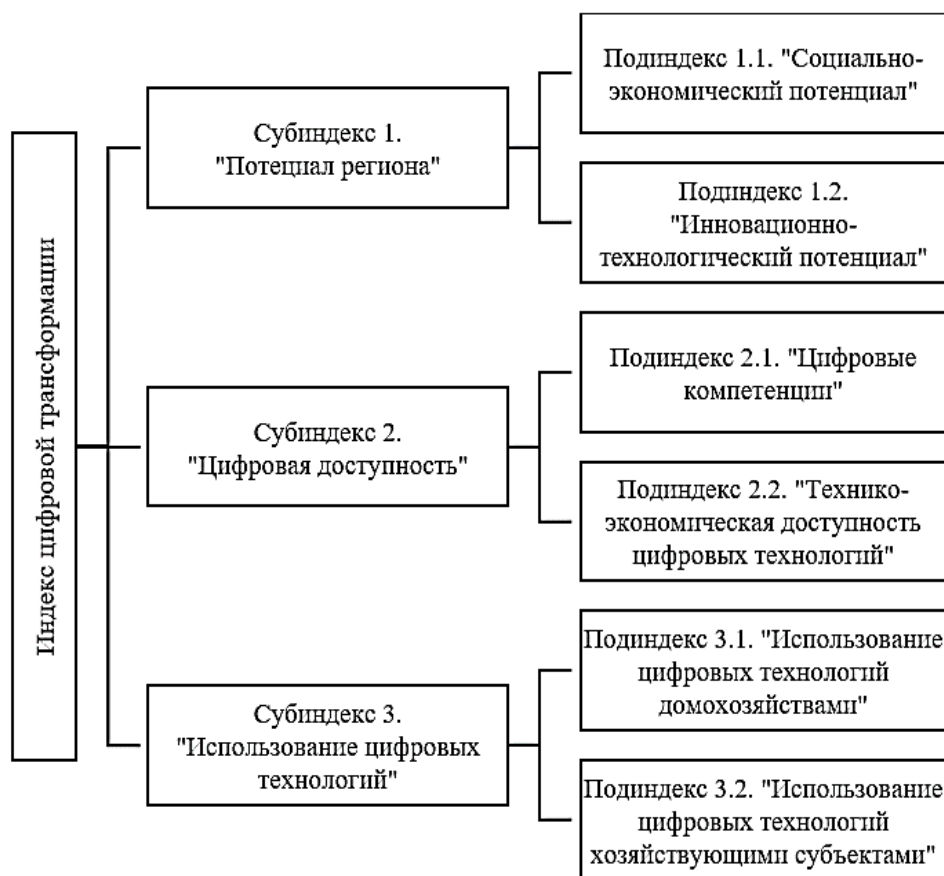 Индекс цифровой трансформации
Субиндекс 1.
"Потециал региона"
Подиндекс 1.1. "Социально-
экономический потенциал"
Подиндекс 1.2.
"Инновационно-
технологический потенциал"
Субиндекс 2.
"Цифровая доступность"
Подиндекс 2.1. "Цифровые
компетенции"
Подиндекс 2.2. "Технико-
экономическая доступность
цифровых технологий"
Субиндекс 3.
"Использование цифровых
технологий"
Подиндекс 3.1. "Использование
цифровых технологий
домохозяйствами"
Подиндекс 3.2. "Использование
цифровых технологий
хозяйствующими субъектами"